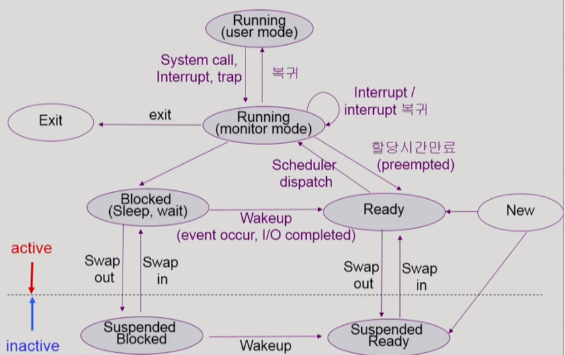 Running
(user mode)
System call,
Interrupt, trap
복귀
Interrupt /
interrupt 복귀
Exit
exit
Running
(monitor mode)
할당시간만료
(preempted)
Scheduler
dispatch
Blocked
(Sleep, wait)
Wakeup
(event occur, I/O completed)
Ready
New
active
Swap
out
Swap
in
Swap
out
Swap
in
inactive
Suspended
Blocked
Wakeup
Suspended
Ready